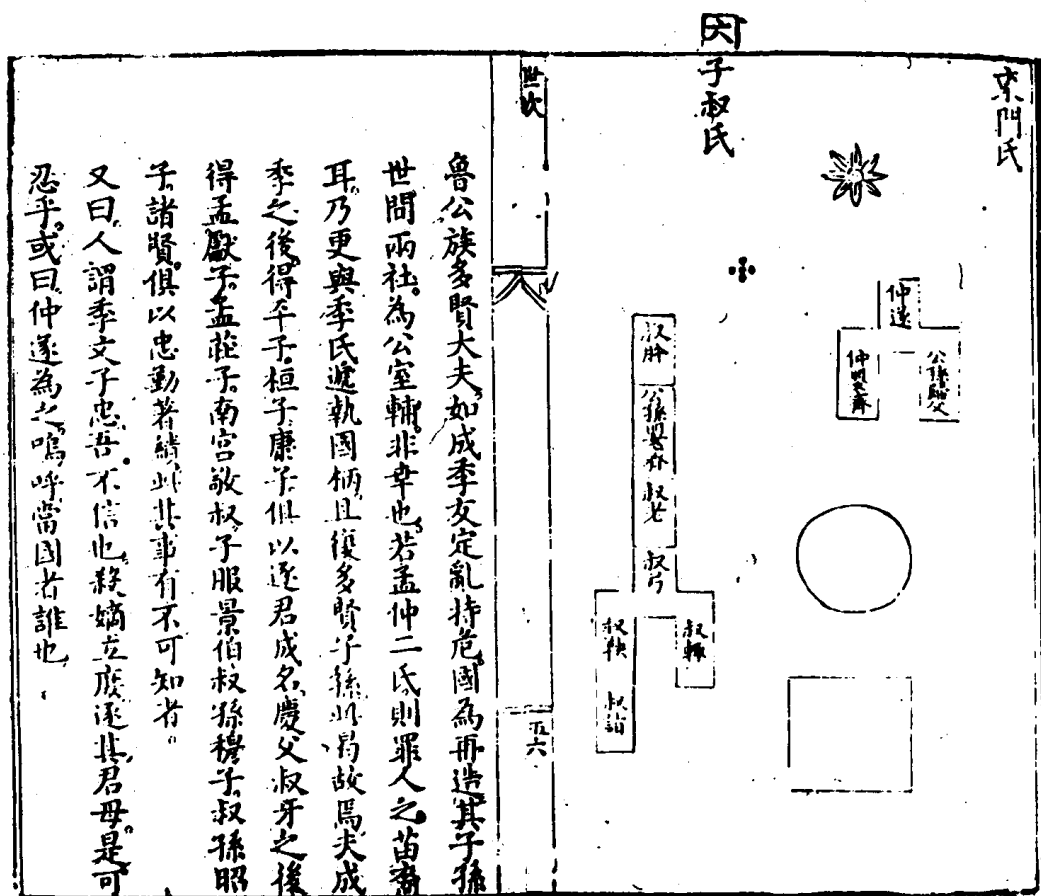 東門氏
仲遂
公孫歸父
仲嬰齊
子叔氏
叔肸
公孫嬰齊
叔老
叔弓
叔輒
叔鞅
叔詣
世次
五六
魯公族多賢大夫如成季友定亂持危國為再造其子孫
世間兩社為公室輔非幸也若孟仲二氏則罪人之苗裔
耳乃更與季氏遞執國柄且復多賢子孫此曷故焉夫成
季之後得平子桓子康子俱以逐君成名慶父叔牙之後
得孟獻子孟莊子南宮敬叔子服景伯叔孫穆子叔孫昭
子諸賢俱以忠勤著績此其事有不可知者
又曰人謂季文子忠吾不信也殺嫡立庶逐其君母是可
忍乎或曰仲遂為之嗚呼當國者誰也